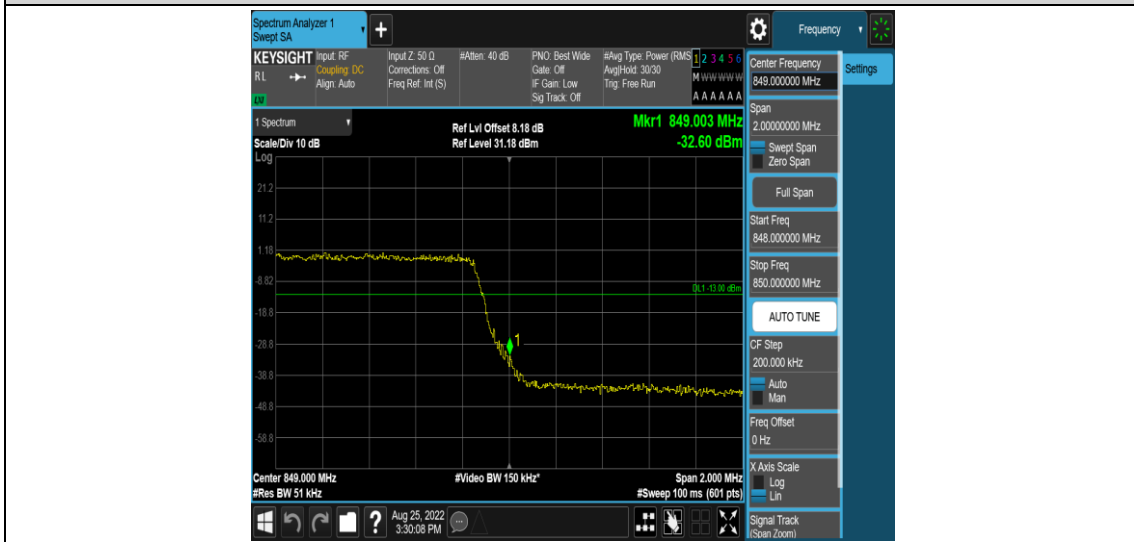 Spectrum Analyzer 1
Swept SA
+
Frequency
KEYSIGHT
RL
LXI
Input: RF
Coupling: DC
Align: Auto
Input Z: 50 Ω
Corrections: Off
Freq Ref: Int (S)
#Atten: 40 dB
PNO: Best Wide
Gate: Off
IF Gain: Low
Sig Track: Off
#Avg Type: Power (RMS
Avg|Hold: 30/30
Trig: Free Run
1 2 3 4 5 6
M W W W W W
A A A A A A
1 Spectrum
Scale/Div 10 dB
Log
Ref Lvl Offset 8.18 dB
Ref Level 31.18 dBm
Mkr1 849.003 MHz
-32.60 dBm
21.2
11.2
1.18
-8.82
-18.8
-28.8
-38.8
-48.8
-58.8
DL1 -13.00 dBm
1
Center 849.000 MHz
#Res BW 51 kHz
#Video BW 150 kHz*
Span 2.000 MHz
#Sweep 100 ms (601 pts)
?
Aug 25, 2022
3:30:08 PM
Center Frequency
849.000000 MHz
Settings
Span
2.00000000 MHz
Swept Span
Zero Span
Full Span
Start Freq
848.000000 MHz
Stop Freq
850.000000 MHz
AUTO TUNE
CF Step
200.000 kHz
Auto
Man
Freq Offset
0 Hz
X Axis Scale
Log
Lin
Signal Track
(Span Zoom)